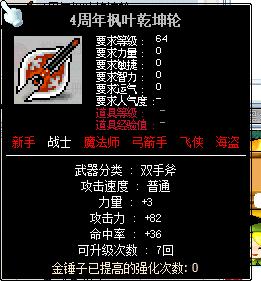 4周年枫叶乾坤轮
要求等级： 64
要求力量： 0
要求敏捷： 0
要求智力： 0
要求运气： 0
要求人气度： -
道具等级： -
道具经验值： -
新手 战士 魔法师 弓箭手 飞侠 海盗
武器分类 : 双手斧
攻击速度 : 普通
力量 : +3
攻击力 : +82
命中率 : +36
可升级次数 : 7回
金锤子已提高的强化次数: 0